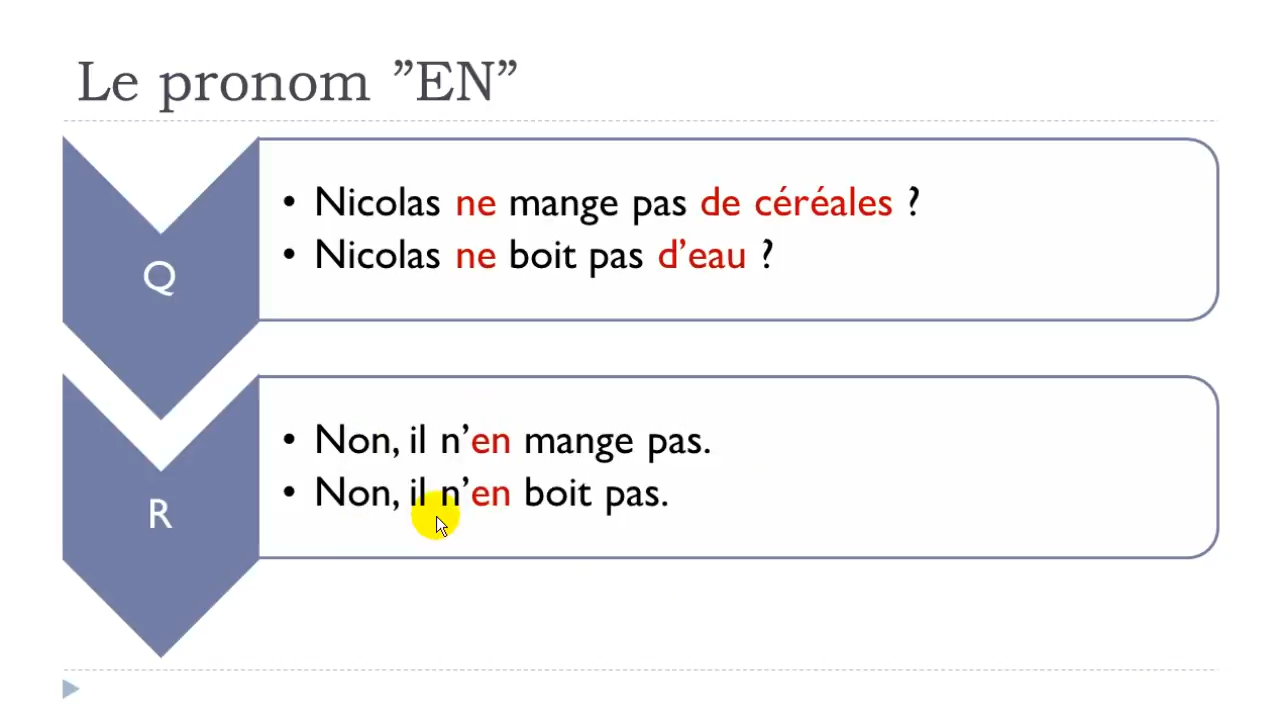 Le pronom ”EN”
Q
• Nicolas ne mange pas de céréales ?
• Nicolas ne boit pas d’eau ?
R
• Non, il n’en mange pas.
• Non, il n’en boit pas.